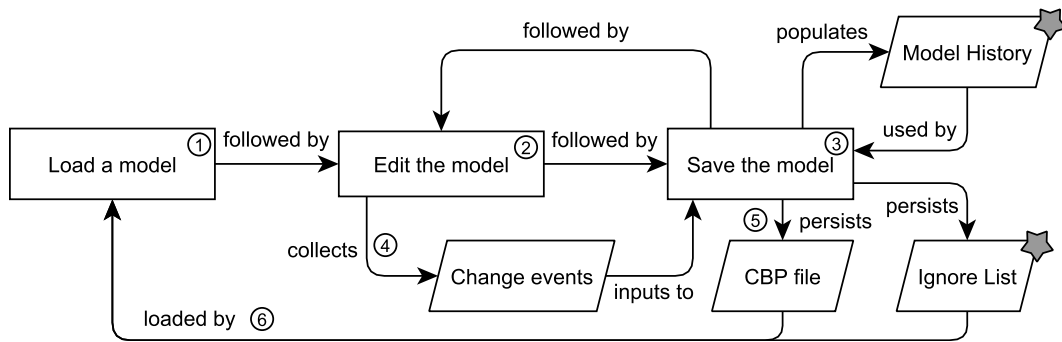 followed by
populates
Model History
Load a model ①
followed by
Edit the model ②
followed by
Save the model ③
used by
collects ④
Change events
inputs to
⑤ persists
CBP file
persists
Ignore List
loaded by ⑥